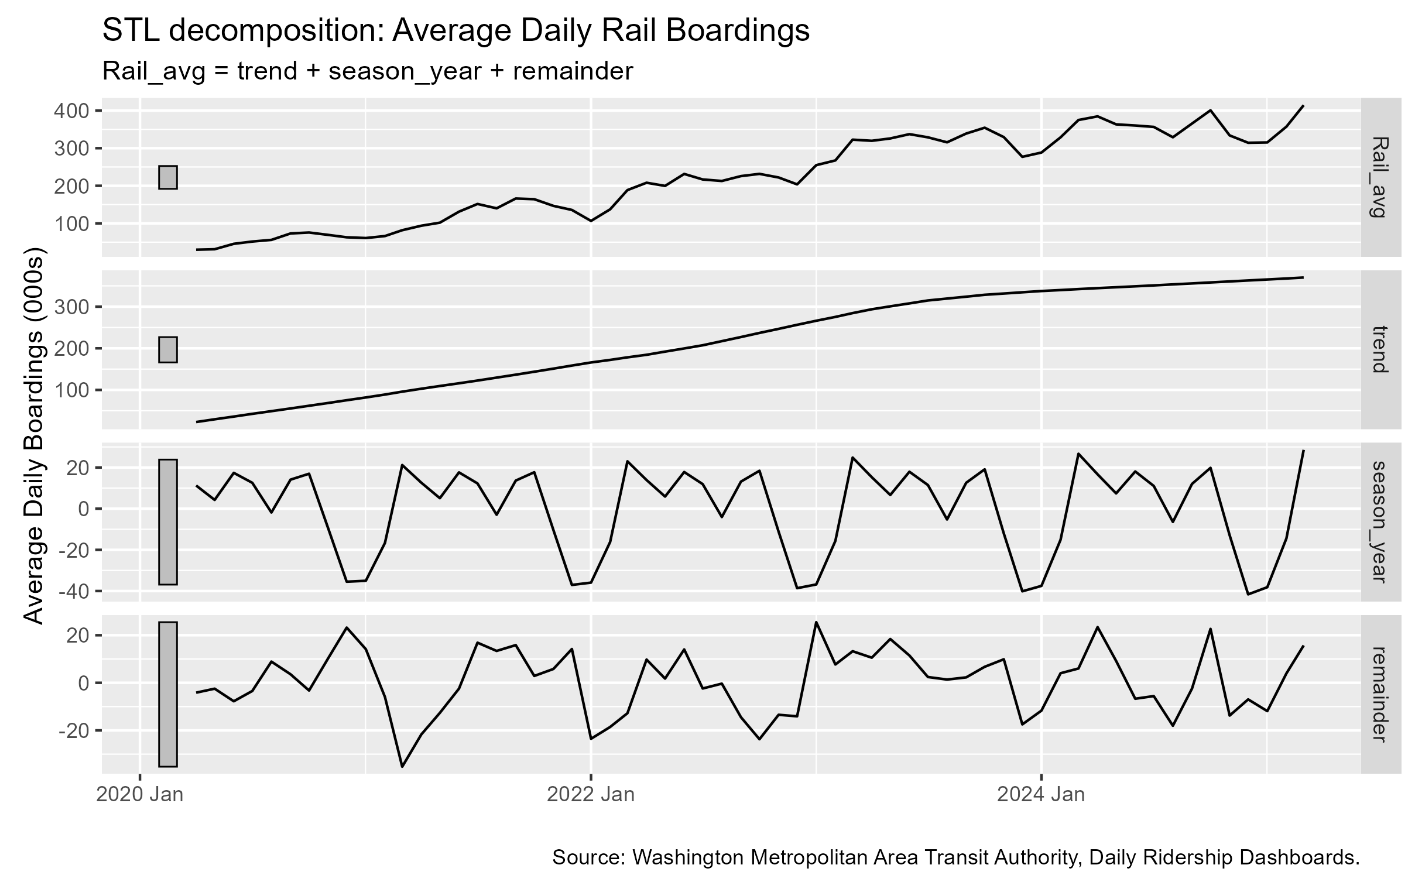 STL decomposition: Average Daily Rail Boardings
Rail_avg = trend + season_year + remainder
Average Daily Boardings (000s)
400
300
200
100
Rail_avg
300
200
100
trend
20
0
-20
-40
season_year
20
0
-20
remainder
2020 Jan
2022 Jan
2024 Jan
Source: Washington Metropolitan Area Transit Authority, Daily Ridership Dashboards.